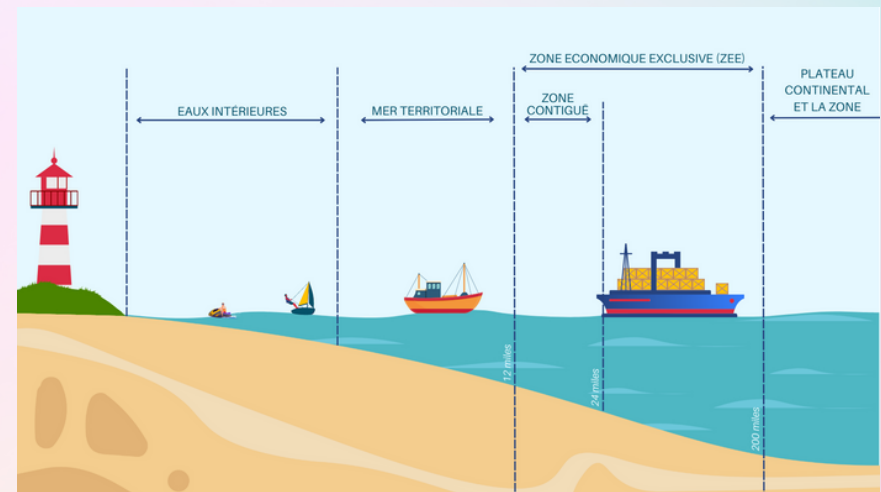 ZONE ECONOMIQUE EXCLUSIVE (ZEE)
PLATEAU
CONTINENTAL
ET LA ZONE
EAUX INTÉRIEURES
MER TERRITORIALE
ZONE
CONTIGUË
12 miles
24 miles
200 miles